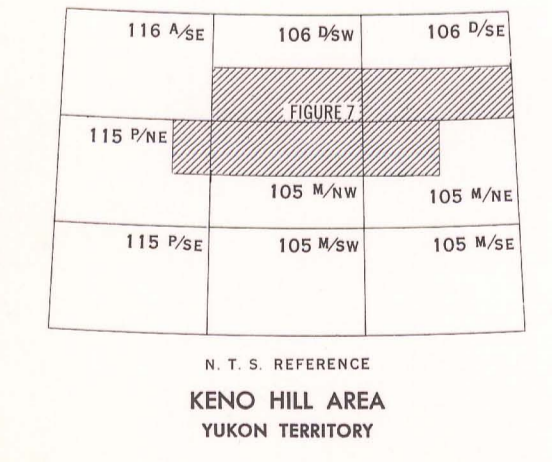 116 A/SE 106 D/SW 106 D/SE
FIGURE 7
115 P/NE
105 M/NW 105 M/NE
115 P/SE 105 M/SW 105 M/SE
N. T. S. REFERENCE
KENO HILL AREA
YUKON TERRITORY